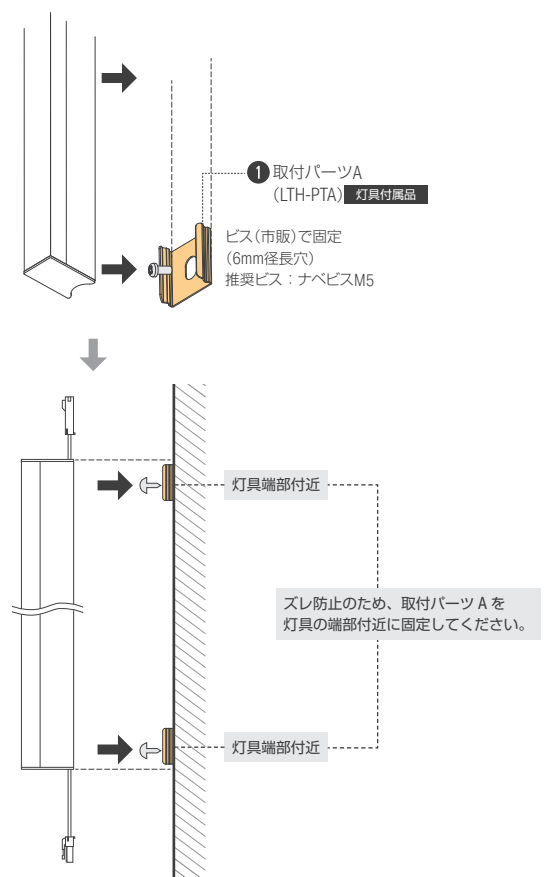 ❶取付パーツA
(LTH-PTA) 灯具付属品
ビス(市販)で固定
(6mm径長穴)
推奨ビス：ナベビスM5
灯具端部付近
ズレ防止のため、取付パーツ A を
灯具の端部付近に固定してください。
灯具端部付近